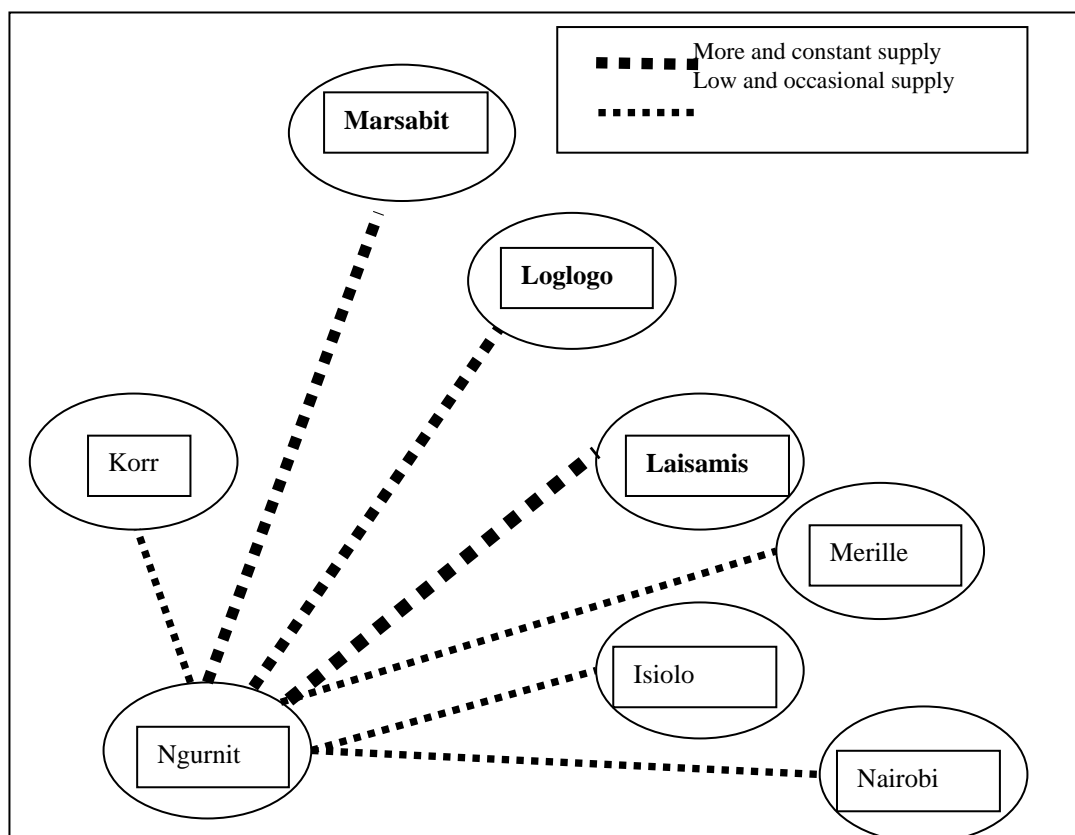 More and constant supply
Low and occasional supply
Marsabit
Loglogo
Korr
Laisamis
Merille
Isiolo
Ngurnit
Nairobi